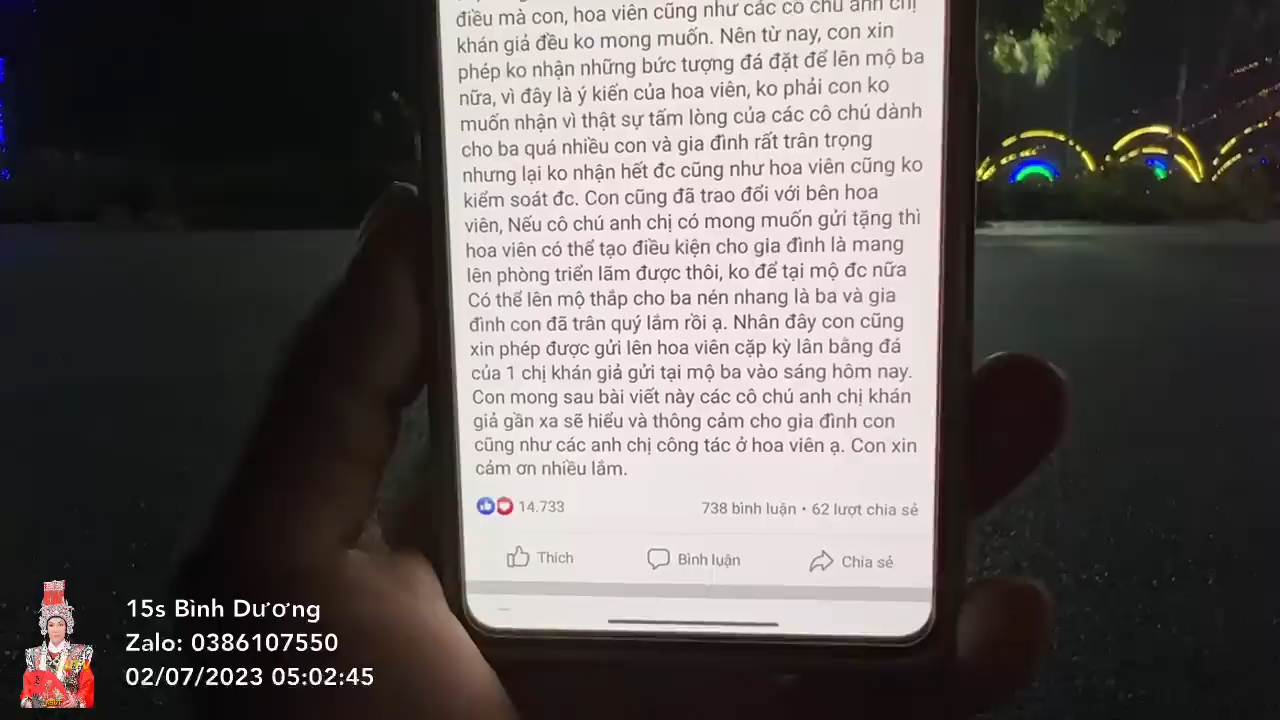 điều mà con, hoa viên cũng như các cô chú anh chị
khán giả đều ko mong muốn. Nên từ nay, con xin
phép ko nhận những bức tượng đá đặt để lên mộ ba
nữa, vì đây là ý kiến của hoa viên, ko phải con ko
muốn nhận vì thật sự tấm lòng của các cô chú dành
cho ba quá nhiều con và gia đình rất trân trọng
nhưng lại ko nhận hết đc cũng như hoa viên cũng ko
kiểm soát đc. Con cũng đã trao đổi với bên hoa
viên, Nếu cô chú anh chị có mong muốn gửi tặng thì
hoa viên có thể tạo điều kiện cho gia đình là mang
lên phòng triển lãm được thôi, ko để tại mộ đc nữa
Có thể lên mộ thắp cho ba nén nhang là ba và gia
đình con đã trân quý lắm rồi ạ. Nhân đây con cũng
xin phép được gửi lên hoa viên cặp kỳ lân bằng đá
của 1 chị khán giả gửi tại mộ ba vào sáng hôm nay.
Con mong sau bài viết này các cô chú anh chị khán
giả gần xa sẽ hiểu và thông cảm cho gia đình con
cũng như các anh chị công tác ở hoa viên ạ. Con xin
cảm ơn nhiều lắm.
14.733
738 bình luận • 62 lượt chia sẻ
Thích
Bình luận
Chia sẻ
15s Bình Dương
Zalo: 0386107550
02/07/2023 05:02:45